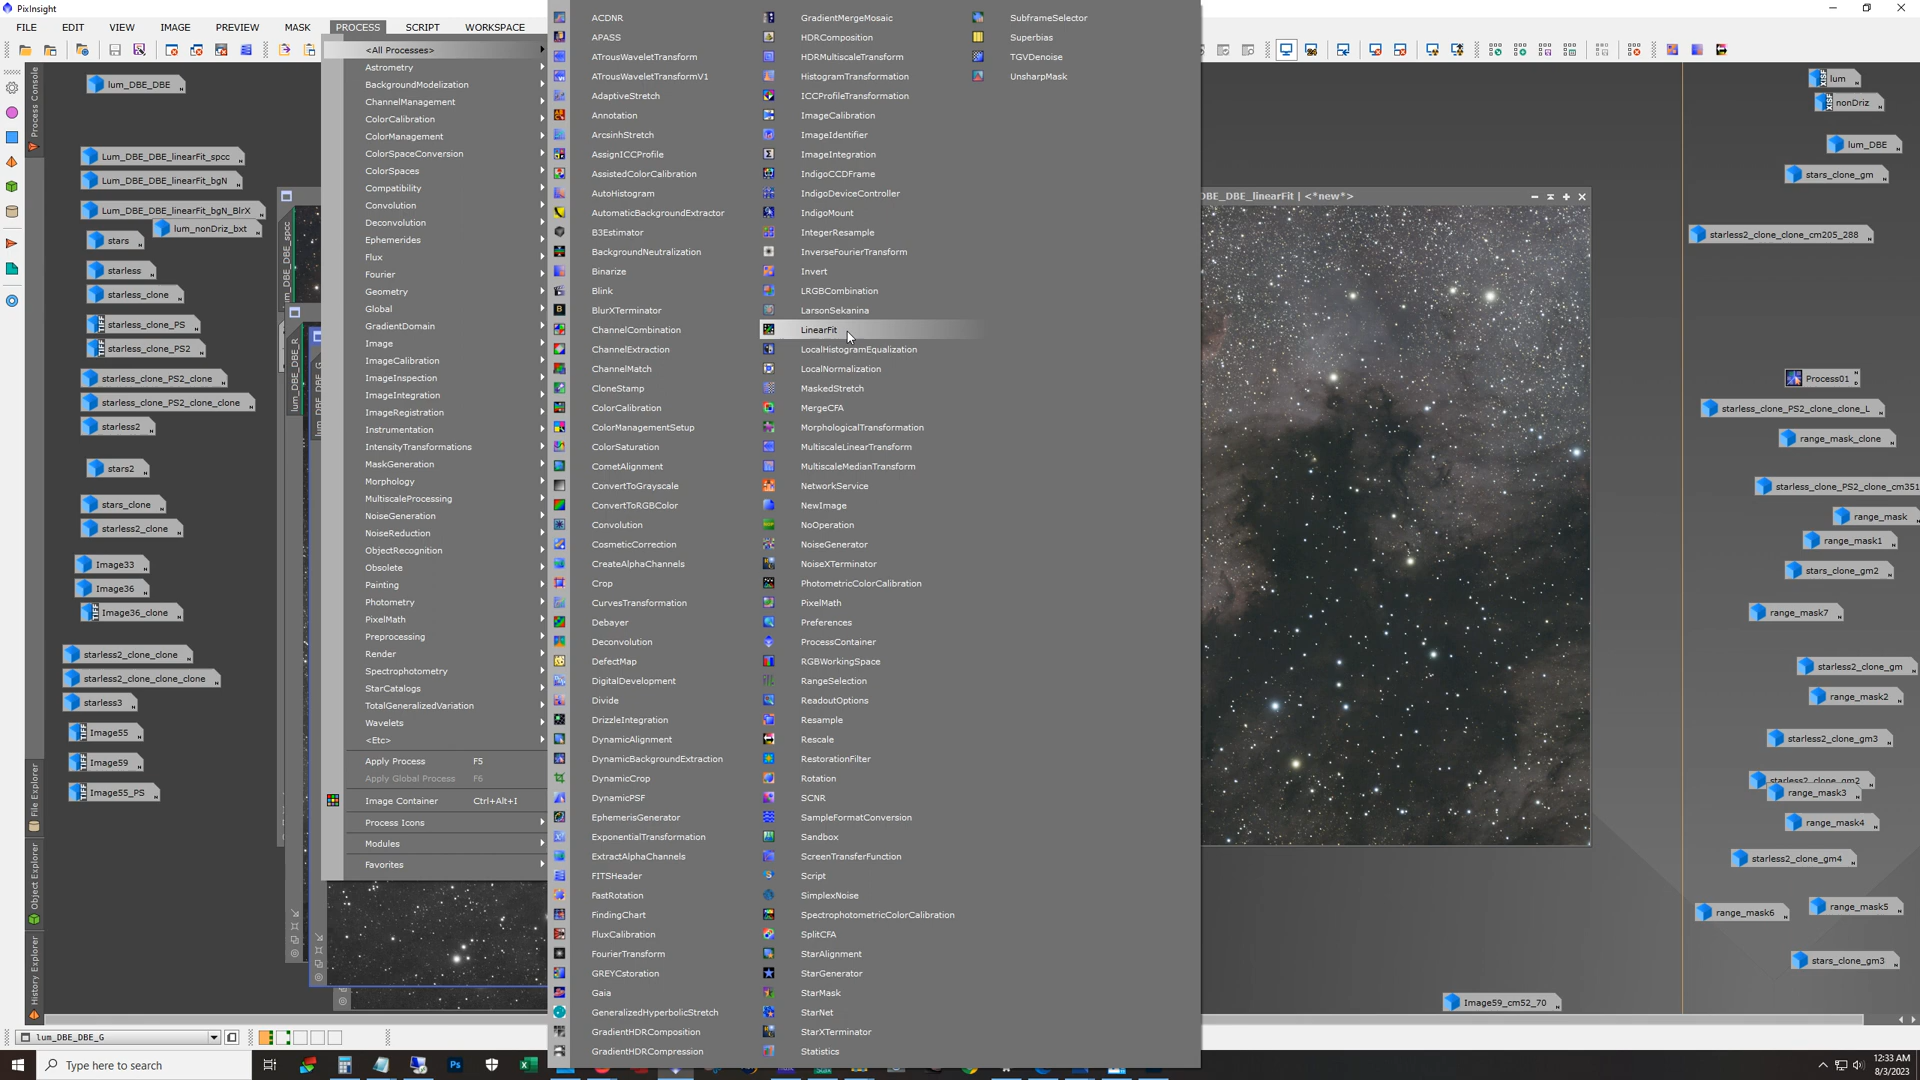 PixInsight
FILE EDIT VIEW IMAGE PREVIEW MASK PROCESS SCRIPT WORKSPACE
Process Console
File Explorer
Object Explorer
History Explorer
lum_DBE_DBE
Lum_DBE_DBE_linearFit_spcc
Lum_DBE_DBE_linearFit_bgN
Lum_DBE_DBE_linearFit_bgN_BlrX
lum_nonDriz_bxt
stars
starless
starless_clone
starless_clone_PS
starless_clone_PS2
starless_clone_PS2_clone
starless_clone_PS2_clone_clone
starless2
stars2
stars_clone
starless2_clone
Image33
Image36
Image36_clone
starless2_clone_clone
starless2_clone_clone_clone
starless3
Image55
Image59
Image55_PS
<All Processes>
Astrometry
BackgroundModelization
ChannelManagement
ColorCalibration
ColorManagement
ColorSpaceConversion
ColorSpaces
Compatibility
Convolution
Deconvolution
Ephemerides
Flux
Fourier
Geometry
Global
GradientDomain
Image
ImageCalibration
ImageInspection
ImageIntegration
ImageRegistration
Instrumentation
IntensityTransformations
MaskGeneration
Morphology
MultiscaleProcessing
NoiseGeneration
NoiseReduction
ObjectRecognition
Obsolete
Painting
Photometry
PixelMath
Preprocessing
Render
Spectrophotometry
StarCatalogs
TotalGeneralizedVariation
Wavelets
<Etc>
Apply Process F5
Apply Global Process F6
Image Container Ctrl+Alt+I
Process Icons
Modules
Favorites
ACDNR
APASS
ATrousWaveletTransform
ATrousWaveletTransformV1
AdaptiveStretch
Annotation
ArcsinhStretch
AssignICCProfile
AssistedColorCalibration
AutoHistogram
AutomaticBackgroundExtractor
B3Estimator
BackgroundNeutralization
Binarize
Blink
BlurXTerminator
ChannelCombination
ChannelExtraction
ChannelMatch
CloneStamp
ColorCalibration
ColorManagementSetup
ColorSaturation
CometAlignment
ConvertToGrayscale
ConvertToRGBColor
Convolution
CosmeticCorrection
CreateAlphaChannels
Crop
CurvesTransformation
Debayer
Deconvolution
DefectMap
DigitalDevelopment
Divide
DrizzleIntegration
DynamicAlignment
DynamicBackgroundExtraction
DynamicCrop
DynamicPSF
EphemerisGenerator
ExponentialTransformation
ExtractAlphaChannels
FITSHeader
FastRotation
FindingChart
FluxCalibration
FourierTransform
GREYCstoration
Gaia
GeneralizedHyperbolicStretch
GradientHDRComposition
GradientHDRCompression
GradientMergeMosaic
HDRComposition
HDRMultiscaleTransform
HistogramTransformation
ICCProfileTransformation
ImageCalibration
ImageIdentifier
ImageIntegration
IndigoCCDFrame
IndigoDeviceController
IndigoMount
IntegerResample
InverseFourierTransform
Invert
LRGBCombination
LarsonSekanina
LinearFit
LocalHistogramEqualization
LocalNormalization
MaskedStretch
MergeCFA
MorphologicalTransformation
MultiscaleLinearTransform
MultiscaleMedianTransform
NetworkService
NewImage
NoOperation
NoiseGenerator
NoiseXTerminator
PhotometricColorCalibration
PixelMath
Preferences
ProcessContainer
RGBWorkingSpace
RangeSelection
ReadoutOptions
Resample
Rescale
RestorationFilter
Rotation
SCNR
SampleFormatConversion
Sandbox
ScreenTransferFunction
Script
SimplexNoise
SpectrophotometricColorCalibration
SplitCFA
StarAlignment
StarGenerator
StarMask
StarNet
StarXTerminator
Statistics
SubframeSelector
Superbias
TGVDenoise
UnsharpMask
DBE_DBE_linearFit | <*new*>
lum
nonDriz
lum_DBE
stars_clone_gm
starless2_clone_clone_cm205_288
Process01
starless_clone_PS2_clone_clone_L
range_mask_clone
starless_clone_PS2_clone_cm351
range_mask
range_mask1
stars_clone_gm2
range_mask7
starless2_clone_gm
range_mask2
starless2_clone_gm3
starless2_clone_gm2
range_mask3
range_mask4
starless2_clone_gm4
range_mask5
range_mask6
stars_clone_gm3
Image59_cm52_70
lum_DBE_DBE_G
Type here to search
12:33 AM
8/3/2023